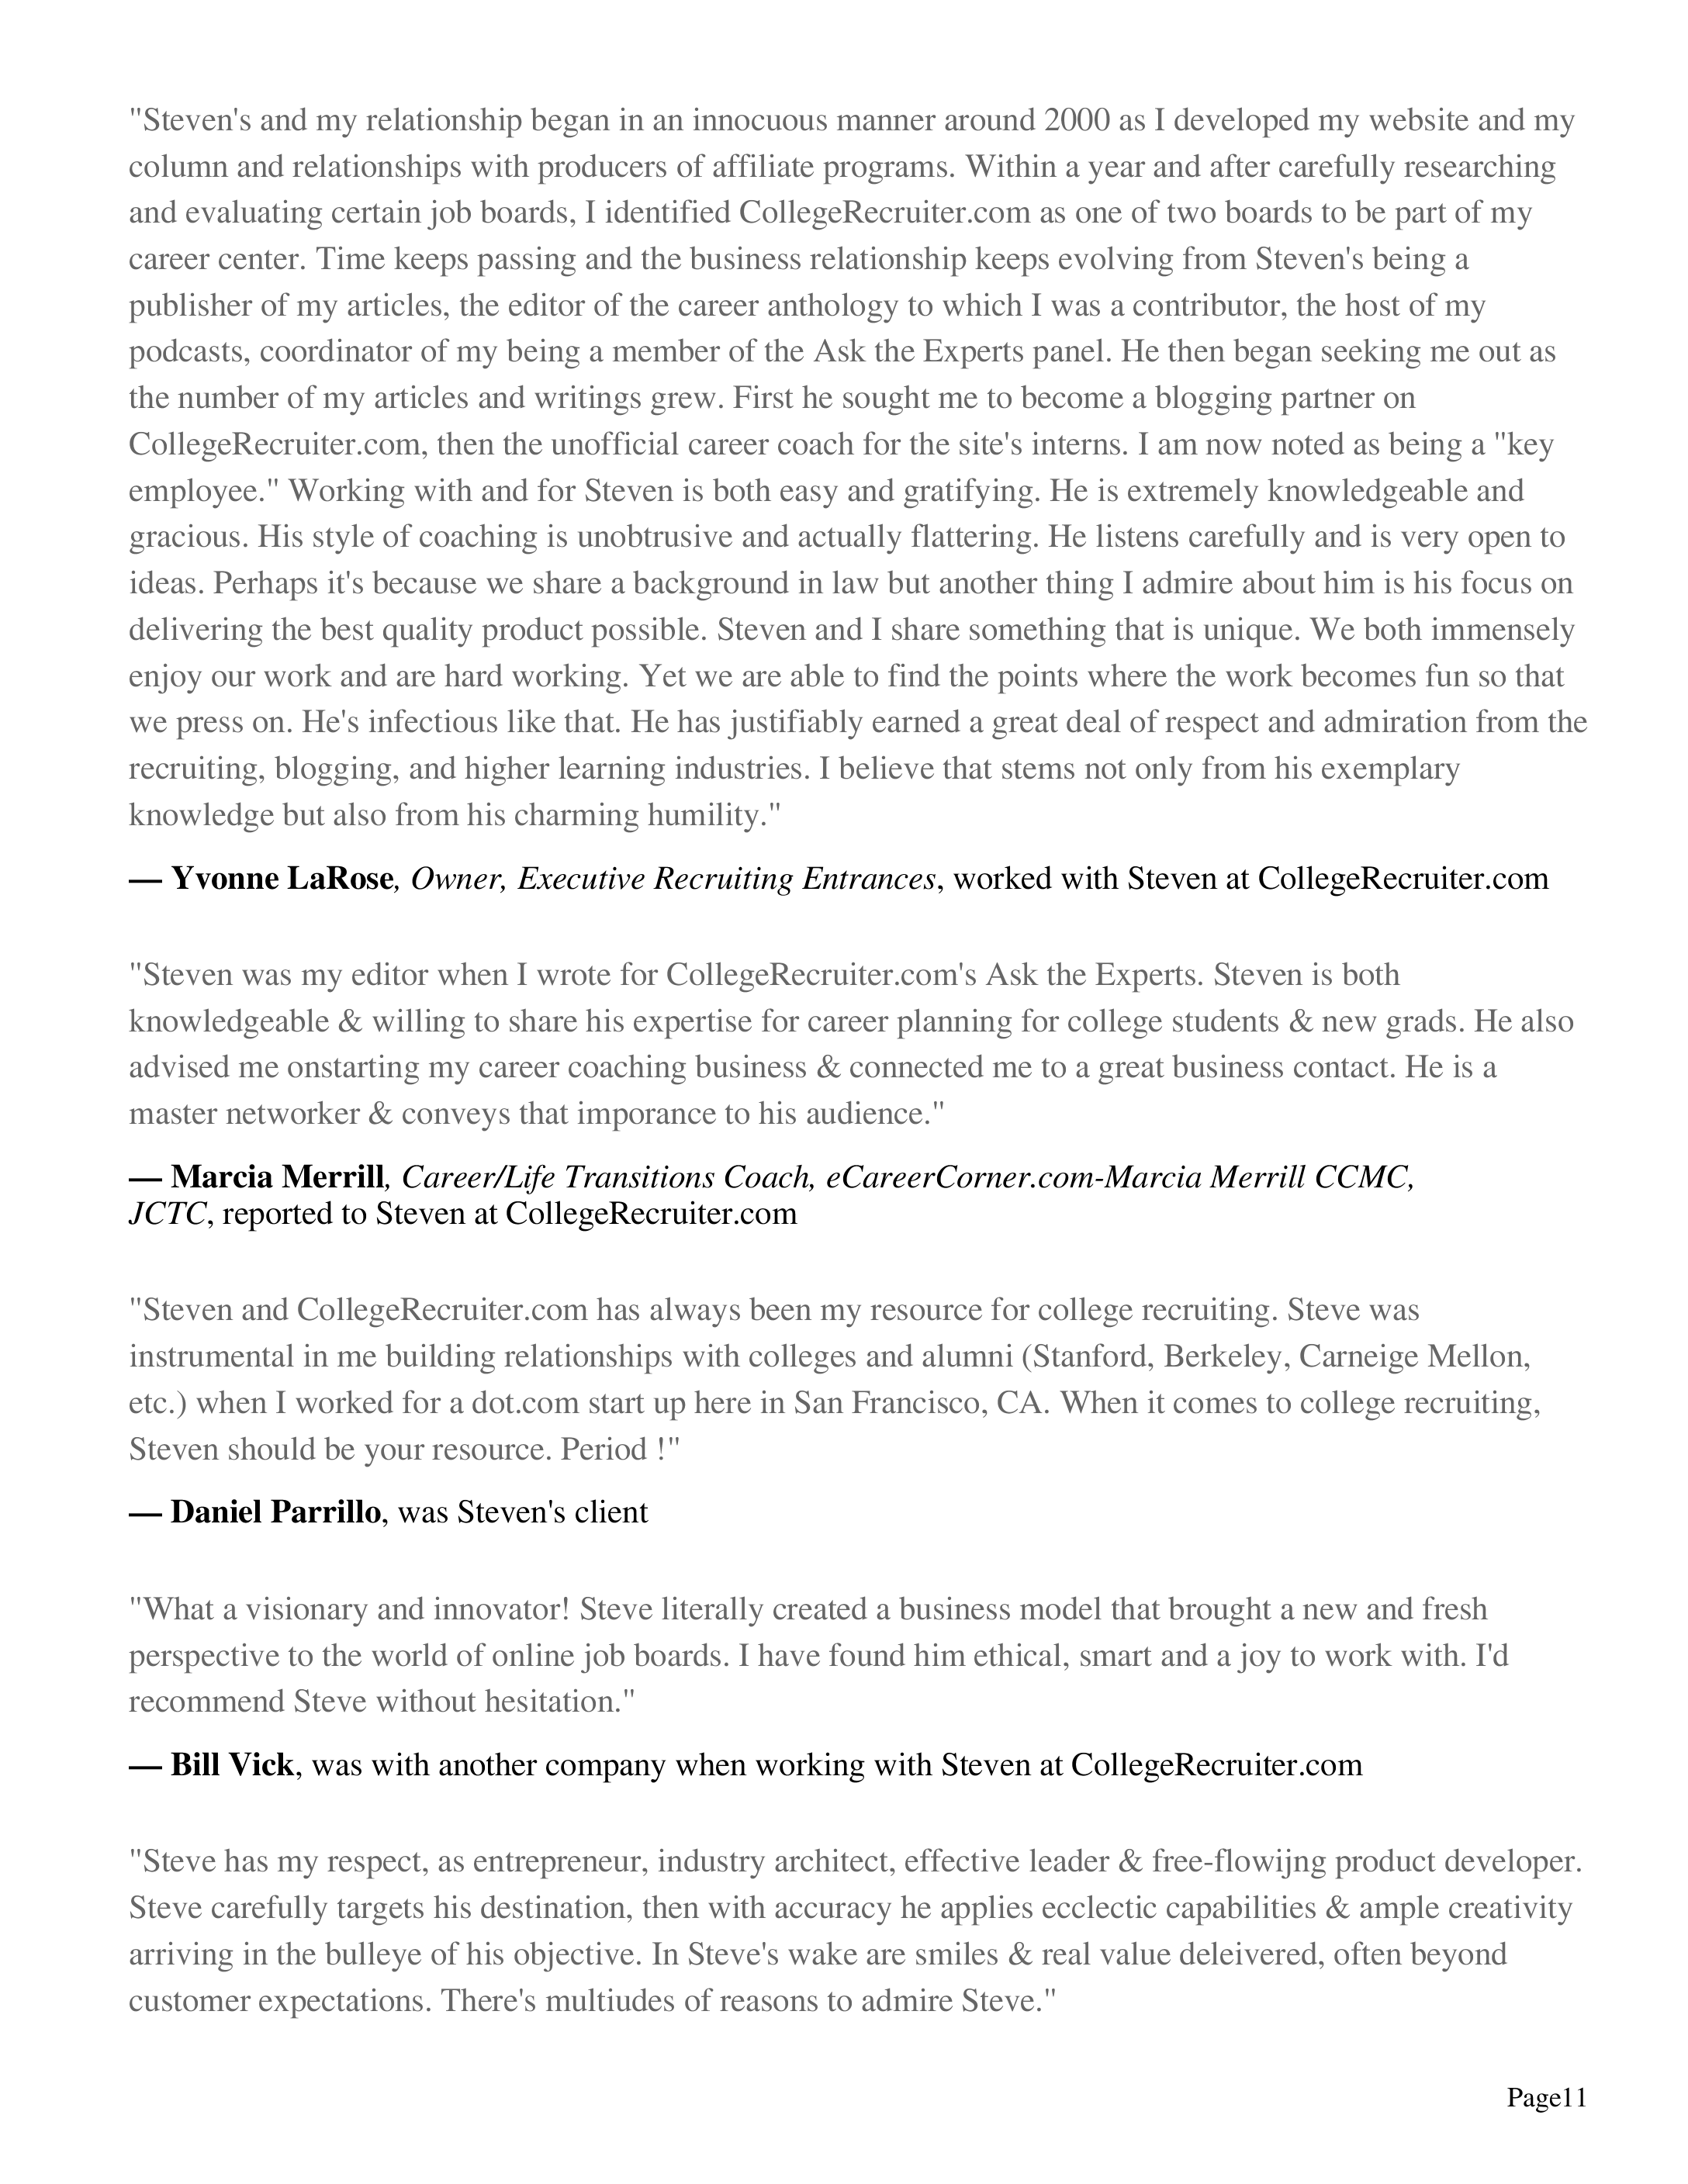 "Steven's and my relationship began in an innocuous manner around 2000 as I developed my website and my
column and relationships with producers of affiliate programs. Within a year and after carefully researching
and evaluating certain job boards, I identified CollegeRecruiter.com as one of two boards to be part of my
career center. Time keeps passing and the business relationship keeps evolving from Steven's being a
publisher of my articles, the editor of the career anthology to which I was a contributor, the host of my
podcasts, coordinator of my being a member of the Ask the Experts panel. He then began seeking me out as
the number of my articles and writings grew. First he sought me to become a blogging partner on
CollegeRecruiter.com, then the unofficial career coach for the site's interns. I am now noted as being a "key
employee." Working with and for Steven is both easy and gratifying. He is extremely knowledgeable and
gracious. His style of coaching is unobtrusive and actually flattering. He listens carefully and is very open to
ideas. Perhaps it's because we share a background in law but another thing I admire about him is his focus on
delivering the best quality product possible. Steven and I share something that is unique. We both immensely
enjoy our work and are hard working. Yet we are able to find the points where the work becomes fun so that
we press on. He's infectious like that. He has justifiably earned a great deal of respect and admiration from the
recruiting, blogging, and higher learning industries. I believe that stems not only from his exemplary
knowledge but also from his charming humility."
— Yvonne LaRose, Owner, Executive Recruiting Entrances, worked with Steven at CollegeRecruiter.com
"Steven was my editor when I wrote for CollegeRecruiter.com's Ask the Experts. Steven is both
knowledgeable & willing to share his expertise for career planning for college students & new grads. He also
advised me onstarting my career coaching business & connected me to a great business contact. He is a
master networker & conveys that imporance to his audience."
— Marcia Merrill, Career/Life Transitions Coach, eCareerCorner.com-Marcia Merrill CCMC,
JCTC, reported to Steven at CollegeRecruiter.com
"Steven and CollegeRecruiter.com has always been my resource for college recruiting. Steve was
instrumental in me building relationships with colleges and alumni (Stanford, Berkeley, Carneige Mellon,
etc.) when I worked for a dot.com start up here in San Francisco, CA. When it comes to college recruiting,
Steven should be your resource. Period !"
— Daniel Parrillo, was Steven's client
"What a visionary and innovator! Steve literally created a business model that brought a new and fresh
perspective to the world of online job boards. I have found him ethical, smart and a joy to work with. I'd
recommend Steve without hesitation."
— Bill Vick, was with another company when working with Steven at CollegeRecruiter.com
"Steve has my respect, as entrepreneur, industry architect, effective leader & free-flowijng product developer.
Steve carefully targets his destination, then with accuracy he applies ecclectic capabilities & ample creativity
arriving in the bulleye of his objective. In Steve's wake are smiles & real value deleivered, often beyond
customer expectations. There's multiudes of reasons to admire Steve."
Page11